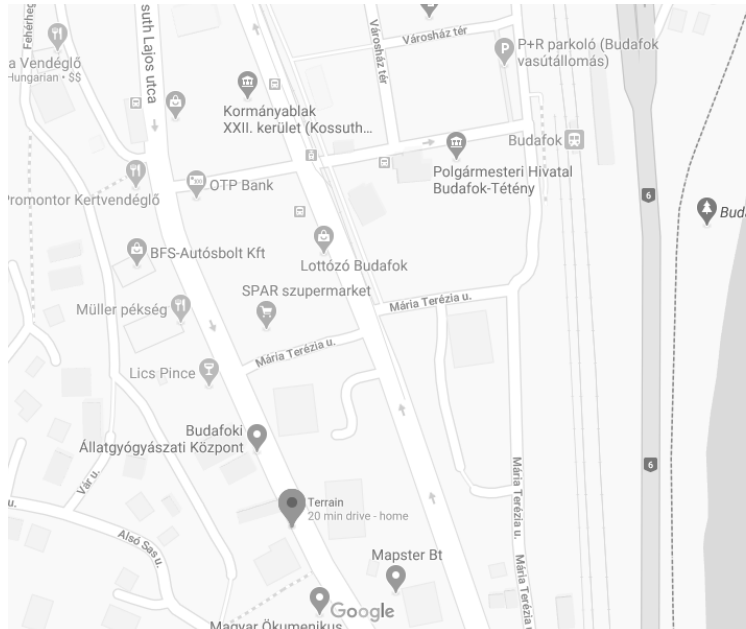 Fehérheg
a Vendéglő
Hungarian • $$
suth Lajos utca
Városház tér
Városház tér
P+R parkoló (Budafok
vasútállomás)
Kormányablak
XXII. kerület (Kossuth...
Budafok
Polgármesteri Hivatal
Budafok-Tétény
OTP Bank
Promontor Kertvendéglő
6
Buda
BFS-Autósbolt Kft
Lottózó Budafok
SPAR szupermarket
Mária Terézia u.
Müller pékség
Mária Terézia u.
Lics Pince
Budafoki
Állatgyógyászati Központ
Vár u.
6
Mária Terézia u.
u.
Alsó Sas u.
Terrain
20 min drive - home
Mapster Bt
Mária Terézia u.
Google
Magyar Ökumenikus